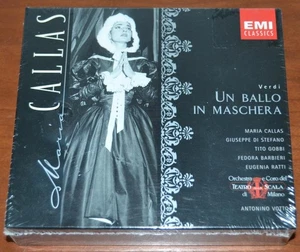 Maria CALLAS
EMI
CLASSICS
Verdi
UN BALLO
IN MASCHERA
MARIA CALLAS
GIUSEPPE DI STEFANO
TITO GOBBI
FEDORA BARBIERI
EUGENIA RATTI
Orchestra e Coro del
TEATRO ALLA SCALA
di Milano
ANTONINO VOTTO